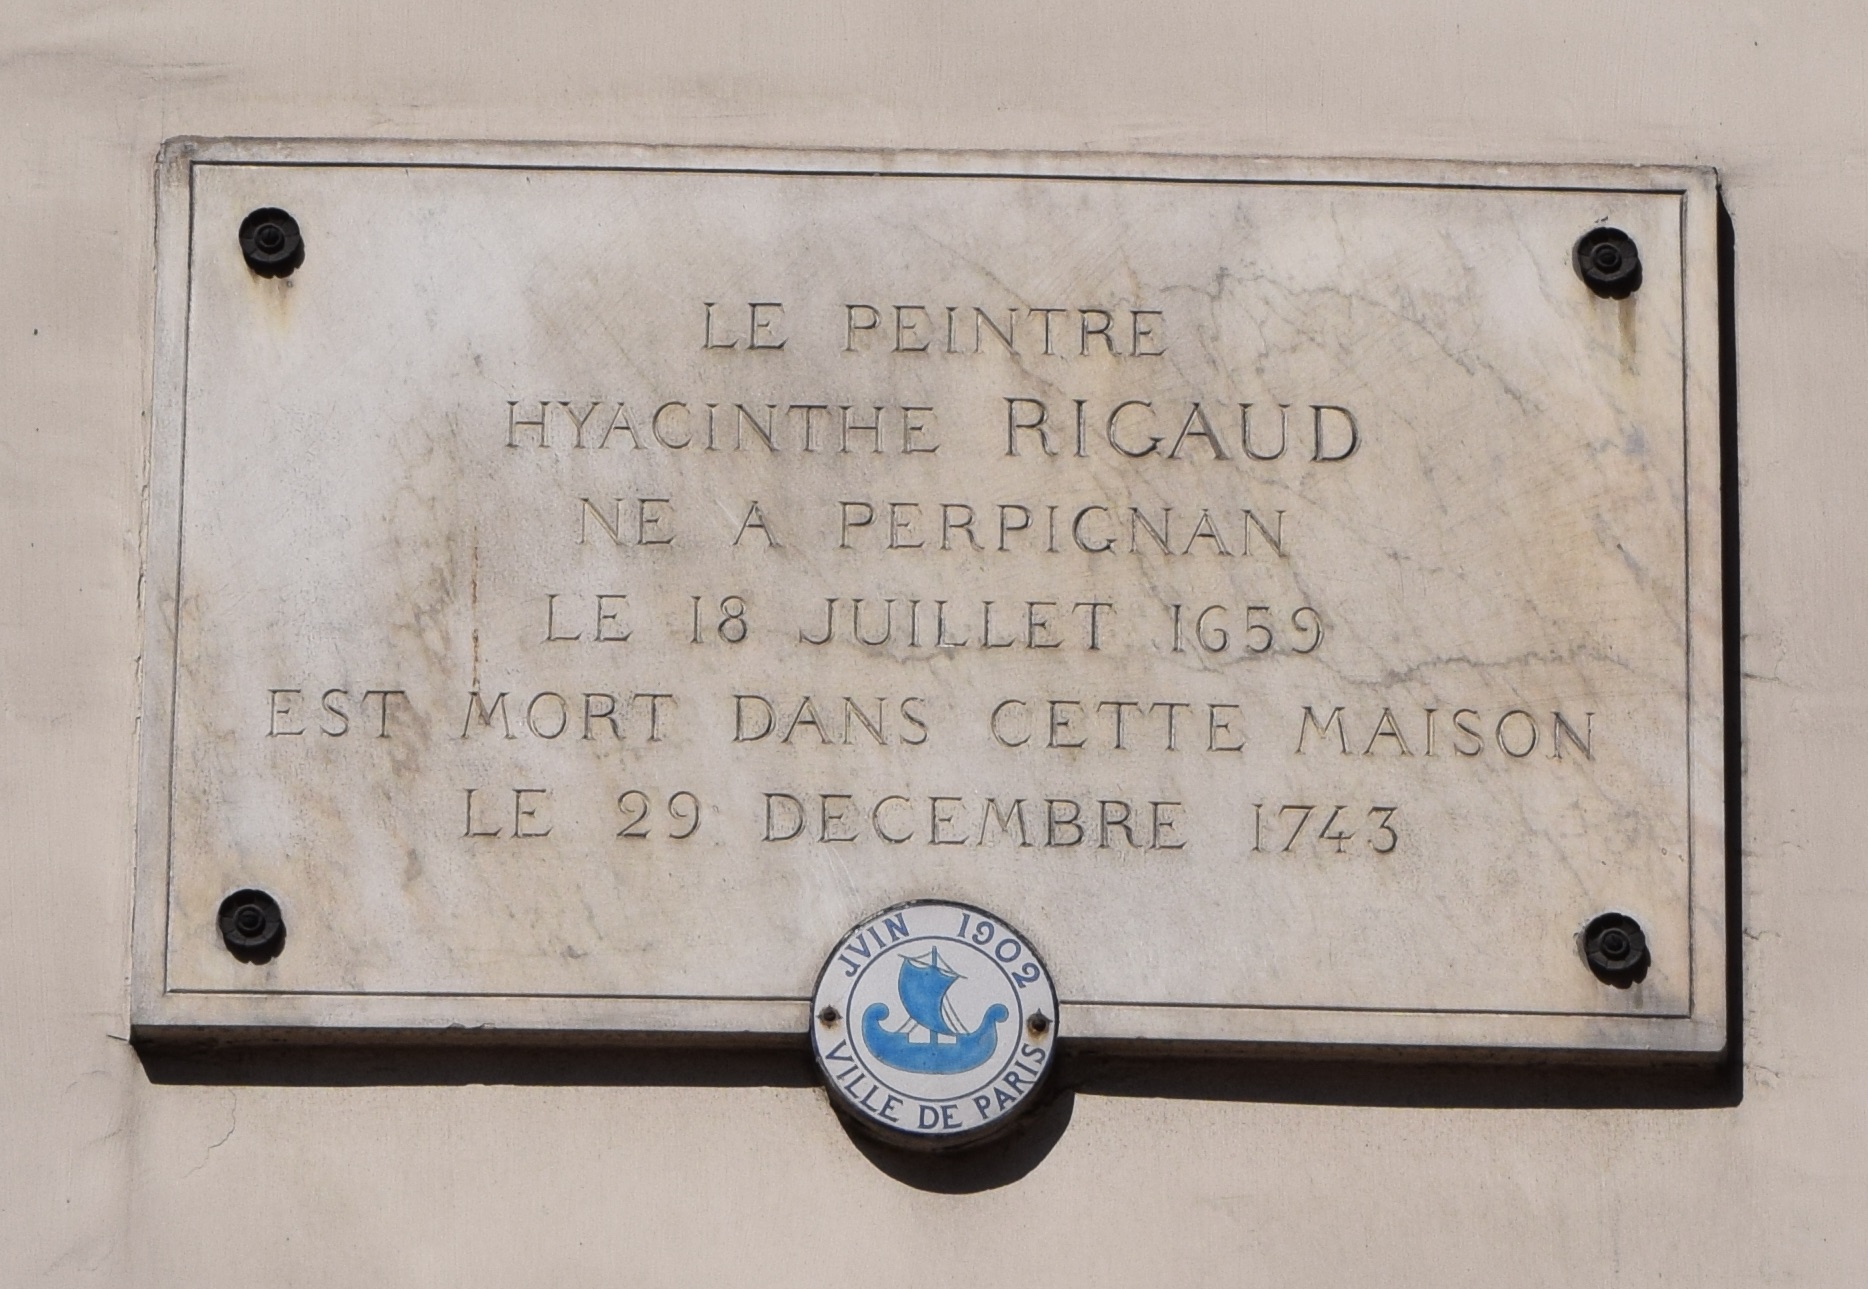 LE PEINTRE
HYACINTHE RIGAUD
NE A PERPIGNAN
LE 18 JUILLET 1659
EST MORT DANS CETTE MAISON
LE 29 DECEMBRE 1743
JVIN 1902
VILLE DE PARIS